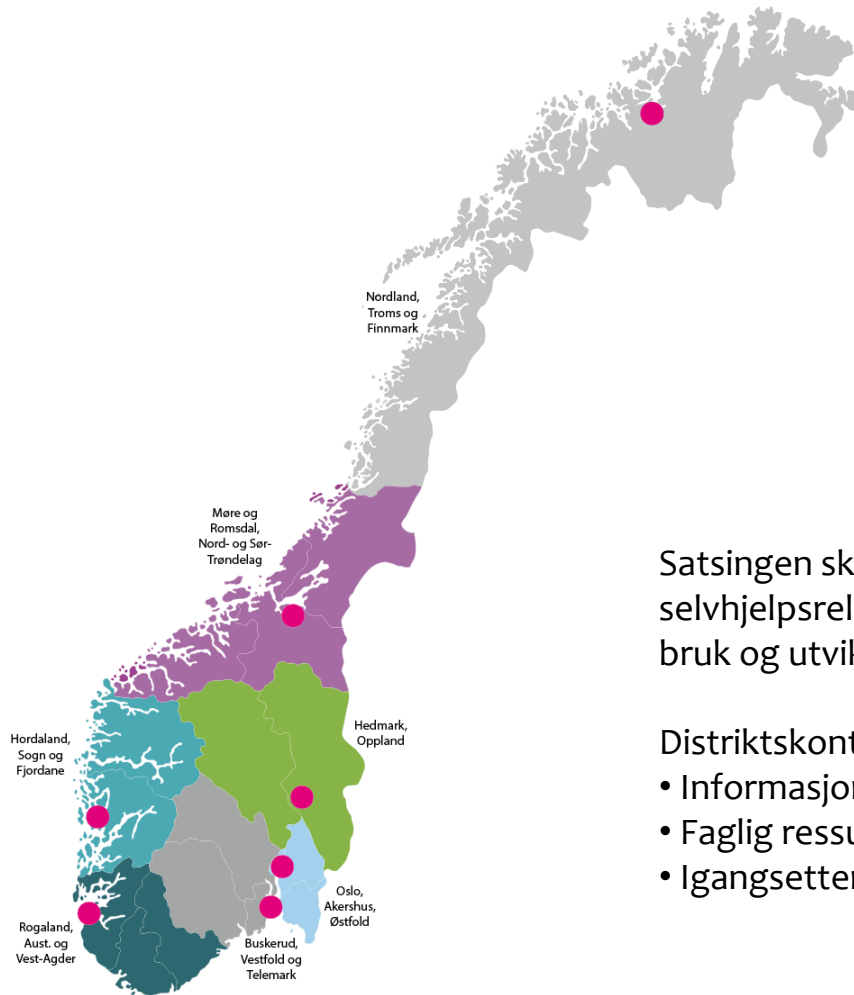 Nordland,
Troms og
Finnmark
Møre og
Romsdal,
Nord- og Sør-
Trøndelag
Hordaland,
Sogn og
Fjordane
Hedmark,
Oppland
Rogaland,
Aust. og
Vest-Agder
Buskerud,
Vestfold og
Telemark
Oslo,
Akershus,
Østfold
Satsingen sk
selvhjelpsrel
bruk og utvik
Distriktskont
• Informasjor
• Faglig ressu
• Igangsetter